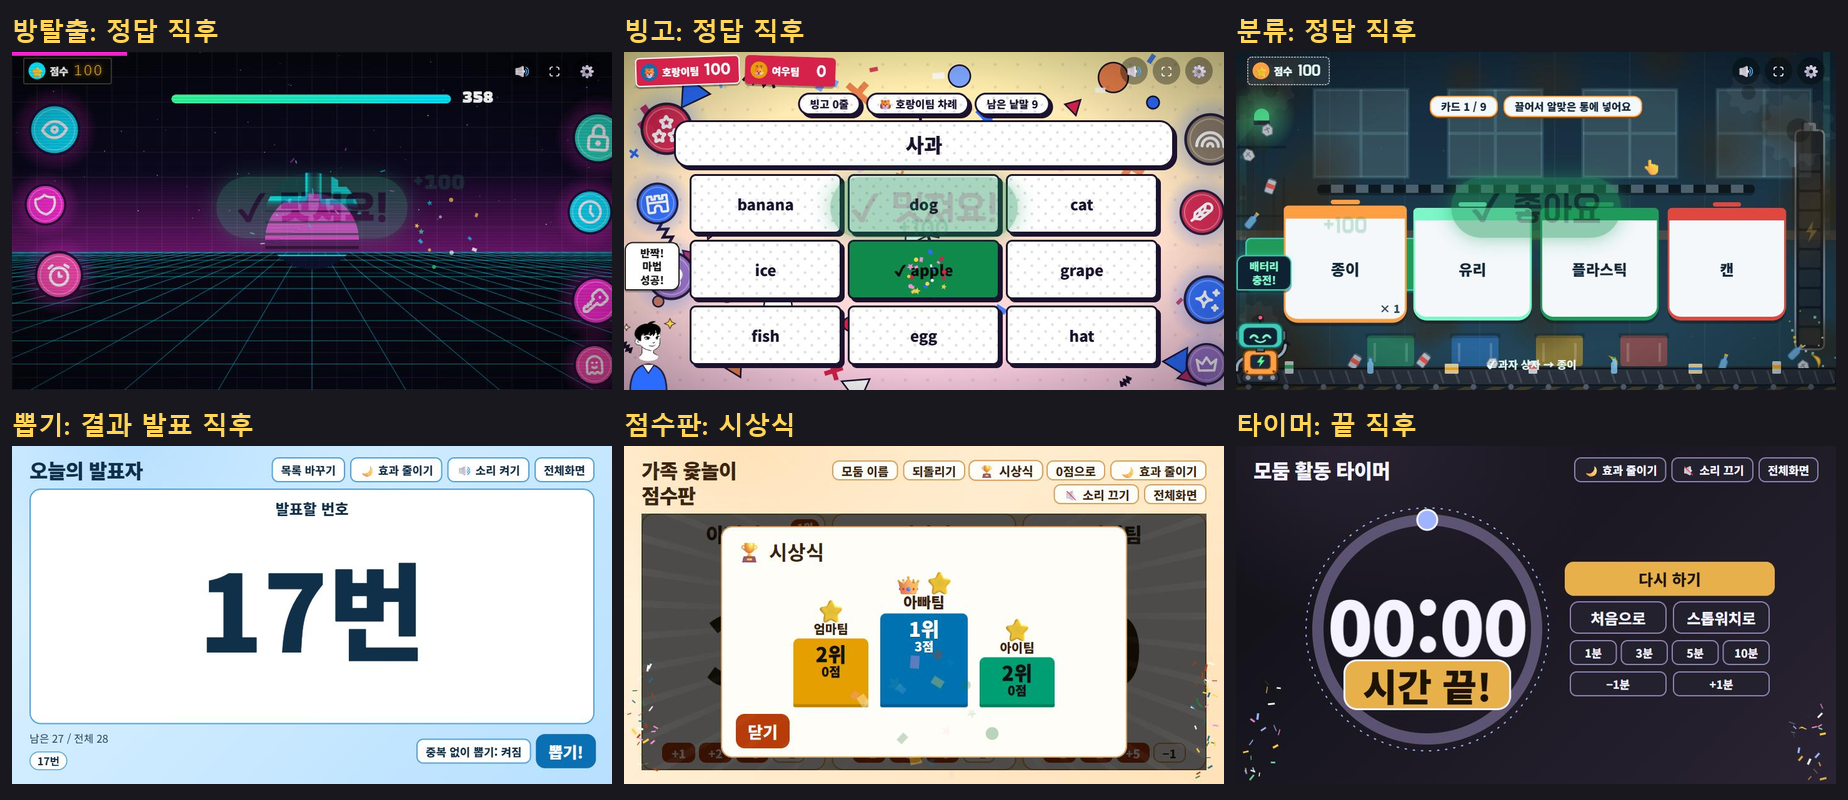 방탈출: 정답 직후
점수 100
358
✓ 멋져요!
+100
빙고: 정답 직후
호랑이팀 100
여우팀 0
빙고 0줄
호랑이팀 차례
남은 낱말 9
사과
banana
dog
cat
✓ 멋져요!
+100
ice
✓ apple
grape
fish
egg
hat
반짝!
마법
성공!
분류: 정답 직후
점수 100
카드 1 / 9
끌어서 알맞은 통에 넣어요
✓ 좋아요
+100
종이
유리
플라스틱
캔
× 1
배터리
충전!
과자 상자 → 종이
뽑기: 결과 발표 직후
오늘의 발표자
목록 바꾸기
효과 줄이기
소리 켜기
전체화면
발표할 번호
17번
남은 27 / 전체 28
17번
중복 없이 뽑기: 켜짐
뽑기!
점수판: 시상식
가족 윷놀이
점수판
모둠 이름
되돌리기
시상식
0점으로
효과 줄이기
소리 끄기
전체화면
시상식
아빠팀
1위
3점
엄마팀
2위
0점
아이팀
2위
0점
닫기
+1
+2
+5
−1
타이머: 끝 직후
모둠 활동 타이머
효과 줄이기
소리 끄기
전체화면
00:00
시간 끝!
다시 하기
처음으로
스톱워치로
1분
3분
5분
10분
−1분
+1분